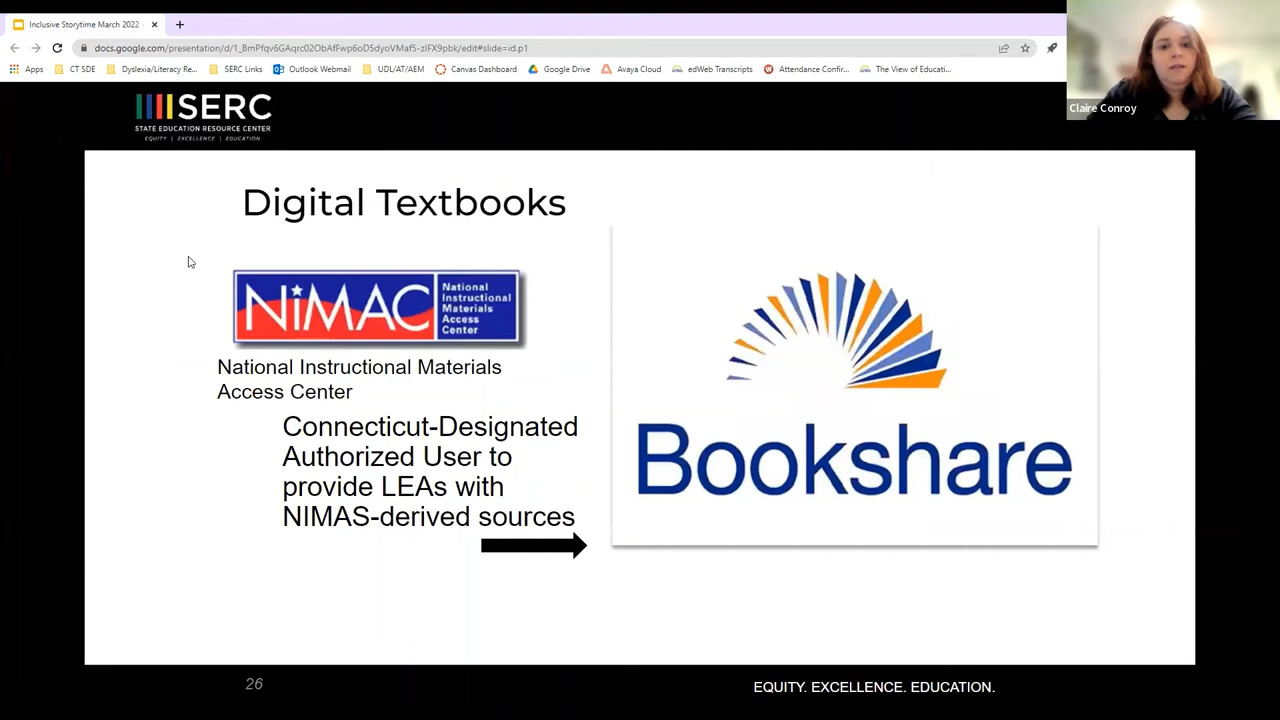 Inclusive Storytime March 2022
docs.google.com/presentation/d/1_BmPfqv6GAqrc02ObAfFwp6oD5dyoVMaf5-zIFX9pbk/edit#slide=id.p1
Apps CT SDE Dyslexia/Literacy Re... SERC Links Outlook Webmail UDL/AT/AEM Canvas Dashboard Google Drive Avaya Cloud edWeb Transcripts Attendance Confir... The View of Educati...
Claire Conroy
SERC
STATE EDUCATION RESOURCE CENTER
EQUITY | EXCELLENCE | EDUCATION
Digital Textbooks
NiMAC
National
Instructional
Materials
Access
Center
National Instructional Materials
Access Center
Connecticut-Designated
Authorized User to
provide LEAs with
NIMAS-derived sources
Bookshare
26
EQUITY. EXCELLENCE. EDUCATION.